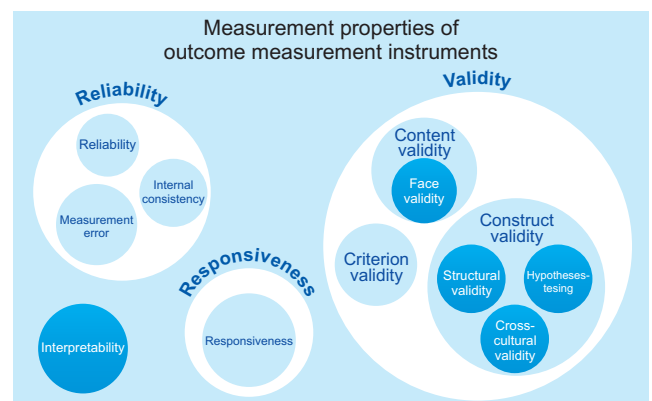 Measurement properties of
outcome measurement instruments
Reliability
Reliability
Internal
consistency
Measurement
error
Responsiveness
Responsiveness
Interpretability
Validity
Content
validity
Face
validity
Criterion
validity
Construct
validity
Structural
validity
Hypotheses-
tesing
Cross-
cultural
validity